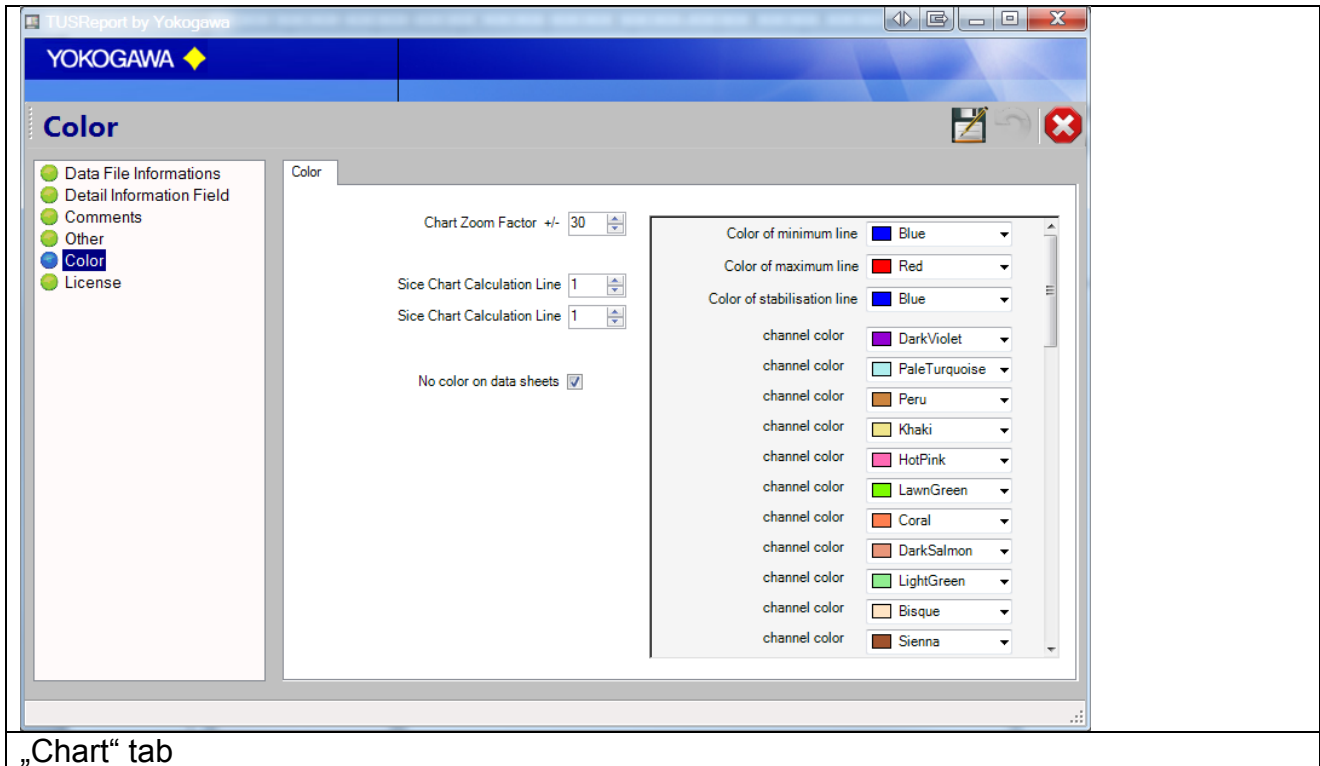 TUSReport by Yokogawa
YOKOGAWA
Color
Data File Informations
Detail Information Field
Comments
Other
Color
License
Color
Chart Zoom Factor +/- 30
Sice Chart Calculation Line 1
Sice Chart Calculation Line 1
No color on data sheets
Color of minimum line Blue
Color of maximum line Red
Color of stabilisation line Blue
channel color DarkViolet
channel color PaleTurquoise
channel color Peru
channel color Khaki
channel color HotPink
channel color LawnGreen
channel color Coral
channel color DarkSalmon
channel color LightGreen
channel color Bisque
channel color Sienna
„Chart“ tab